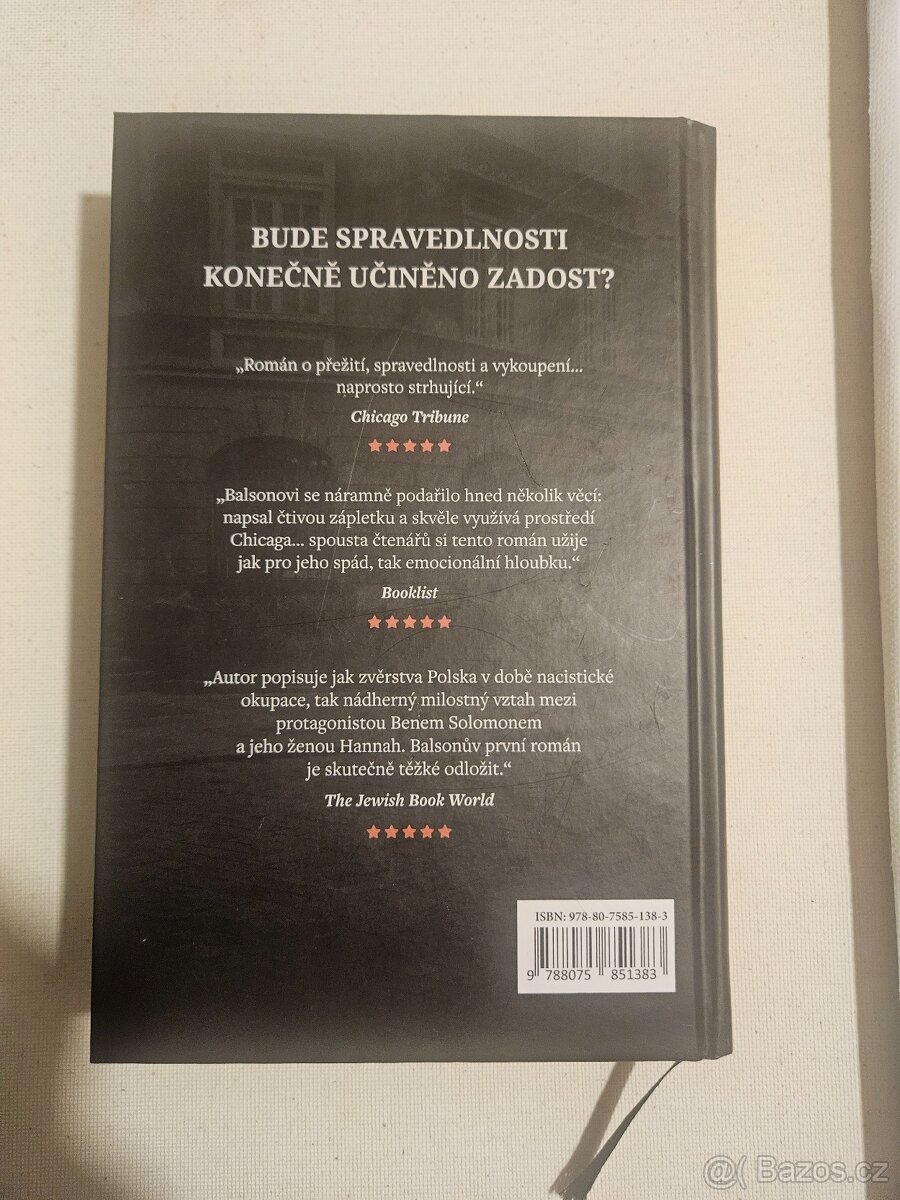 BUDE SPRAVEDLNOSTI
KONEČNĚ UČINĚNO ZADOST?
„Román o přežití, spravedlnosti a vykoupení...
naprosto strhující.“
Chicago Tribune
„Balsonovi se náramně podařilo hned několik věcí:
napsal čtivou zápletku a skvěle využívá prostředí
Chicaga... spousta čtenářů si tento román užije
jak pro jeho spád, tak emocionální hloubku.“
Booklist
„Autor popisuje jak zvěrstva Polska v době nacistické
okupace, tak nádherný milostný vztah mezi
protagonistou Benem Solomonem
a jeho ženou Hannah. Balsonův první román
je skutečně těžké odložit.“
The Jewish Book World
ISBN: 978-80-7585-138-3
9 788075 851383
@( Bazos.cz